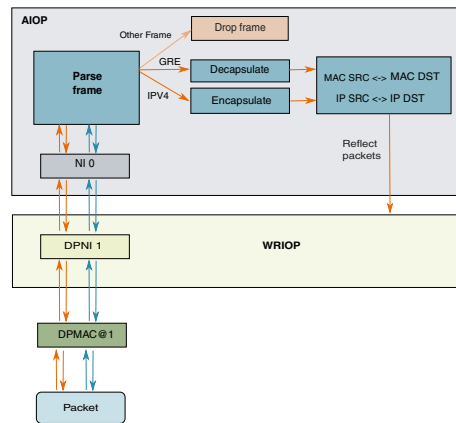 AIOP
Other Frame
Drop frame
Parse
frame
GRE
Decapsulate
IPV4
Encapsulate
MAC SRC <-> MAC DST
IP SRC <-> IP DST
Reflect
packets
NI 0
DPNI 1
WRIOP
DPMAC@1
Packet